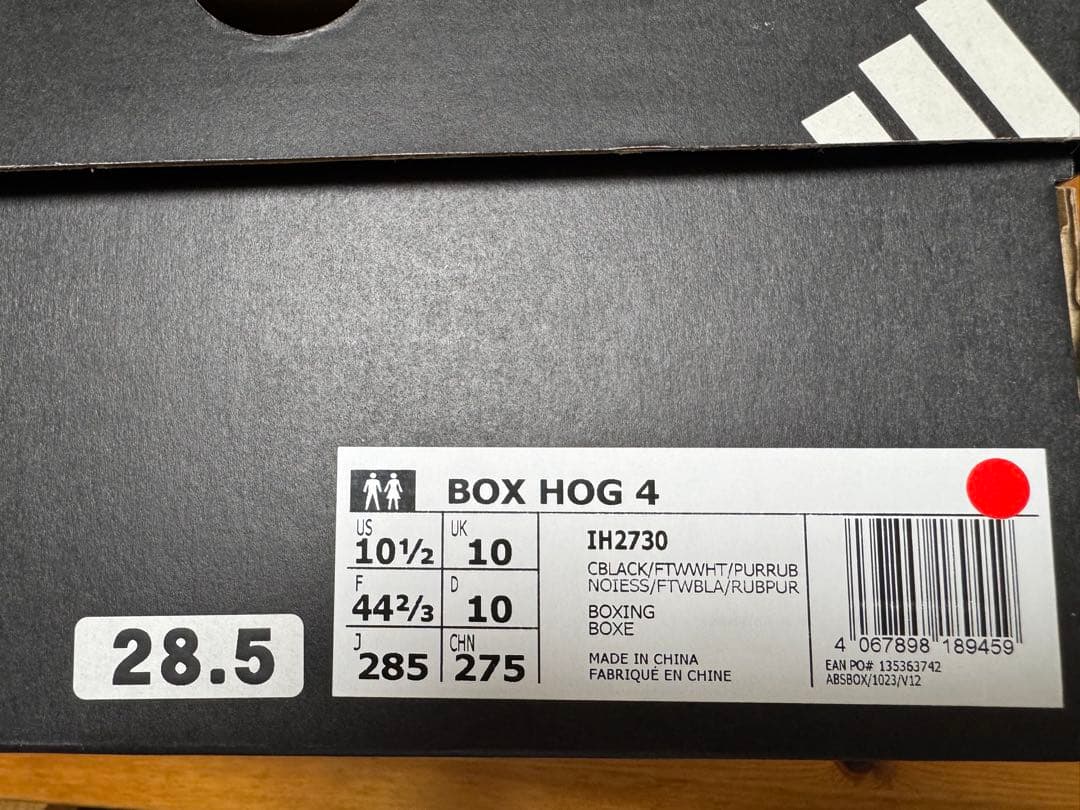 BOX HOG 4
US
10½
UK
10
F
44⅔
D
10
J
285
CHN
275
IH2730
CBLACK/FTWWHT/PURRUB
NOIESS/FTWBLA/RUBPUR
BOXING
BOXE
MADE IN CHINA
FABRIQUÉ EN CHINE
4 067898 189459
EAN PO# 135363742
ABSBOX/1023/V12
28.5